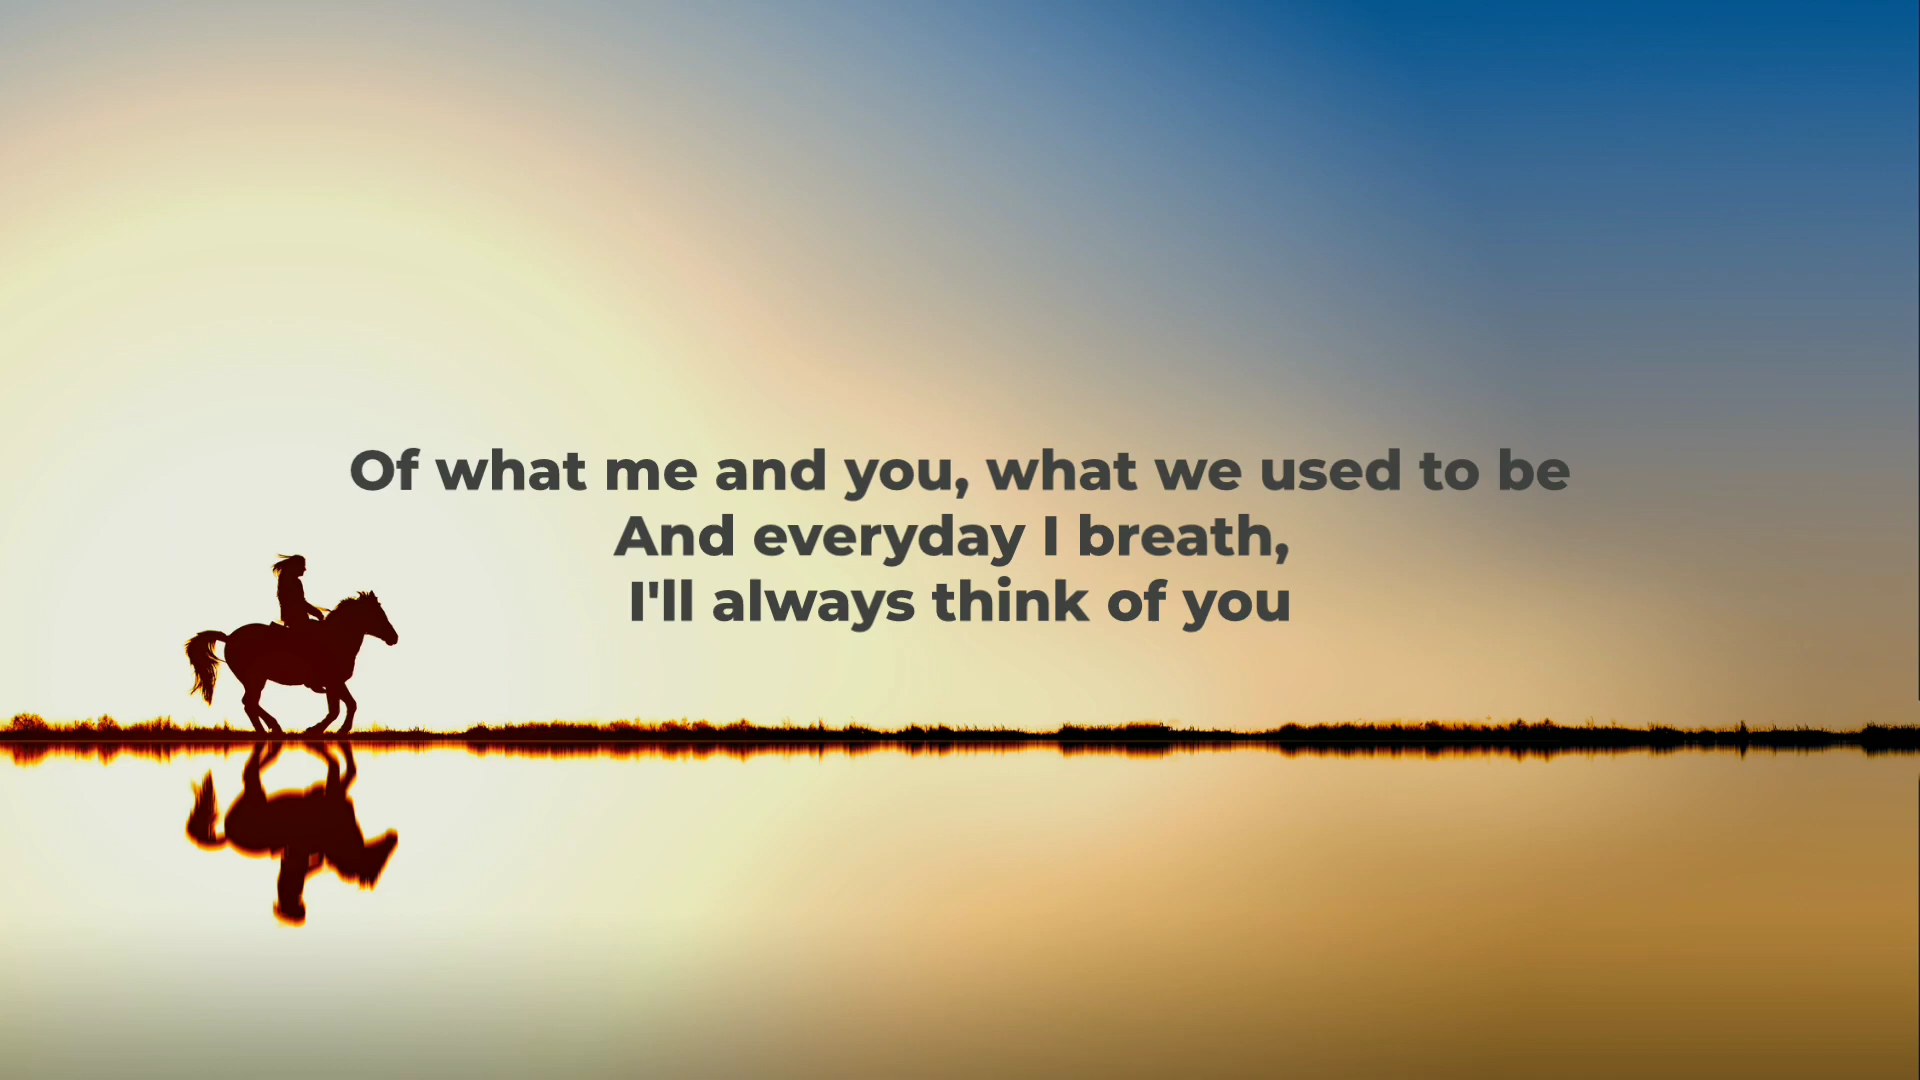 Of what me and you, what we used to be
And everyday I breath,
I'll always think of you